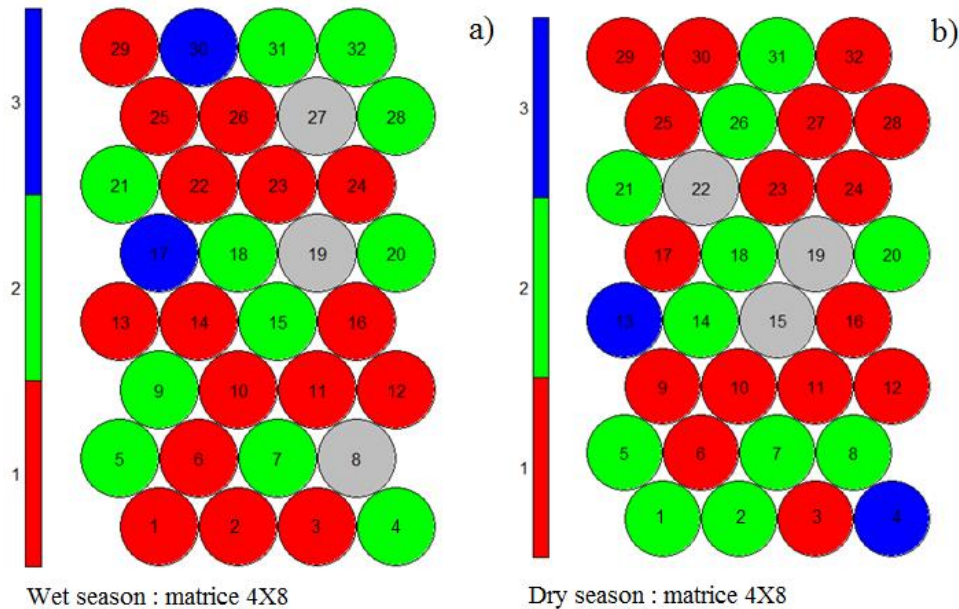 a)
3
2
1
29 30 31 32
25 26 27 28
21 22 23 24
17 18 19 20
13 14 15 16
9 10 11 12
5 6 7 8
1 2 3 4
Wet season : matrice 4X8
b)
3
2
1
29 30 31 32
25 26 27 28
21 22 23 24
17 18 19 20
13 14 15 16
9 10 11 12
5 6 7 8
1 2 3 4
Dry season : matrice 4X8